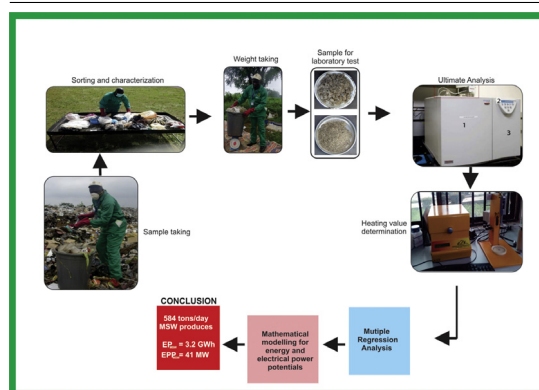 Sorting and characterization
Weight taking
Sample for
laboratory test
Ultimate Analysis
1
2
3
Sample taking
Heating value
determination
CONCLUSION
584 tons/day
MSW produces
= 3.2 GWh
= 41 MW
Mathematical
modelling for
energy and
electrical power
potentials
Mutiple
Regression
Analysis